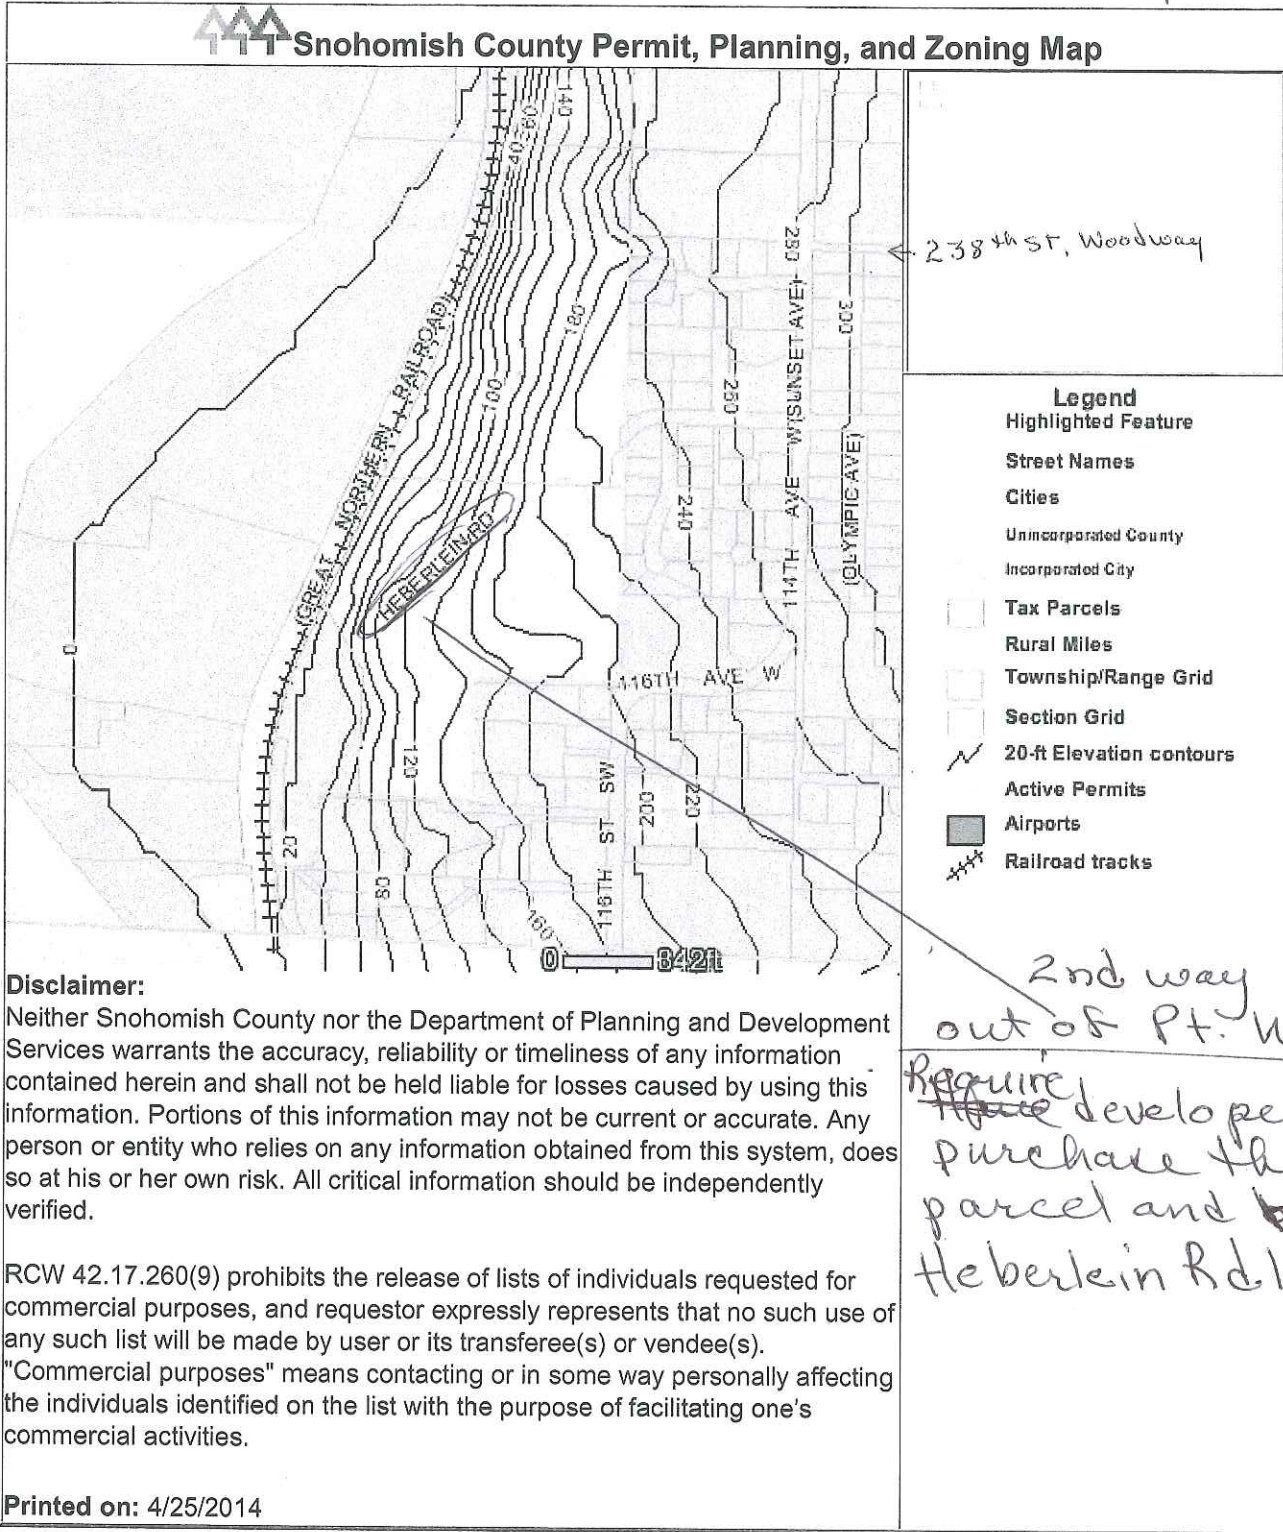 Snohomish County Permit, Planning, and Zoning Map
140
60
40
280
238th ST, Woodway
180
300
(GREAT NORTHERN RAILROAD)
100
260
114TH AVE W(SUNSET AVE)
(OLYMPIC AVE)
240
HEBERLEIN RD
0
116TH AVE W
120
116TH ST SW
200
220
20
80
160
0 842ft
Legend
Highlighted Feature
Street Names
Cities
Unincorporated County
Incorporated City
Tax Parcels
Rural Miles
Township/Range Grid
Section Grid
20-ft Elevation contours
Active Permits
Airports
Railroad tracks
2nd way
out of Pt.
Require
develope
purchase th
parcel and
Heberlein Rd.
Disclaimer:
Neither Snohomish County nor the Department of Planning and Development
Services warrants the accuracy, reliability or timeliness of any information
contained herein and shall not be held liable for losses caused by using this
information. Portions of this information may not be current or accurate. Any
person or entity who relies on any information obtained from this system, does
so at his or her own risk. All critical information should be independently
verified.
RCW 42.17.260(9) prohibits the release of lists of individuals requested for
commercial purposes, and requestor expressly represents that no such use of
any such list will be made by user or its transferee(s) or vendee(s).
"Commercial purposes" means contacting or in some way personally affecting
the individuals identified on the list with the purpose of facilitating one's
commercial activities.
Printed on: 4/25/2014